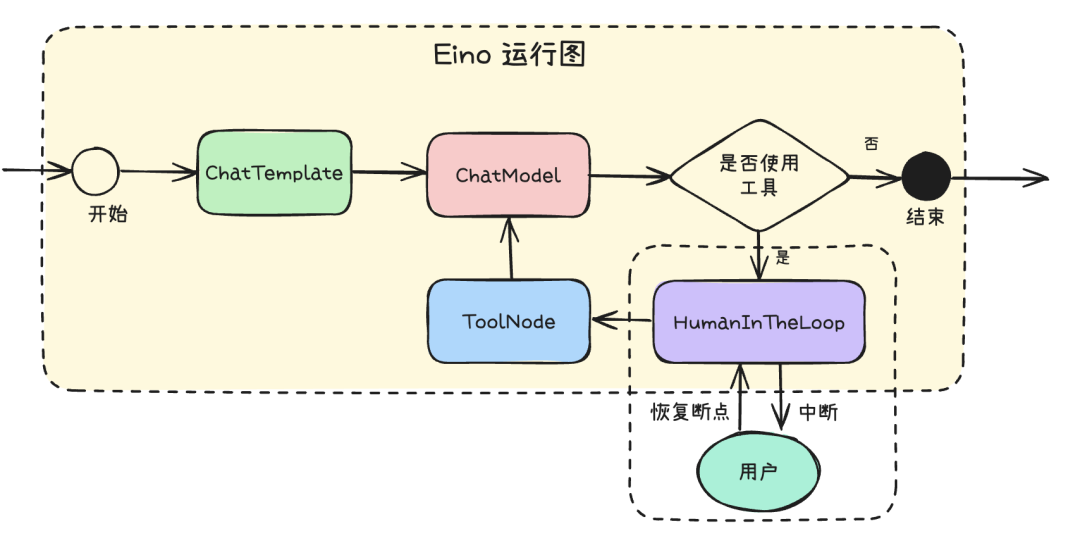 Eino 运行图
开始
ChatTemplate
ChatModel
是否使用
工具
否
结束
是
ToolNode
HumanInTheLoop
恢复断点
中断
用户